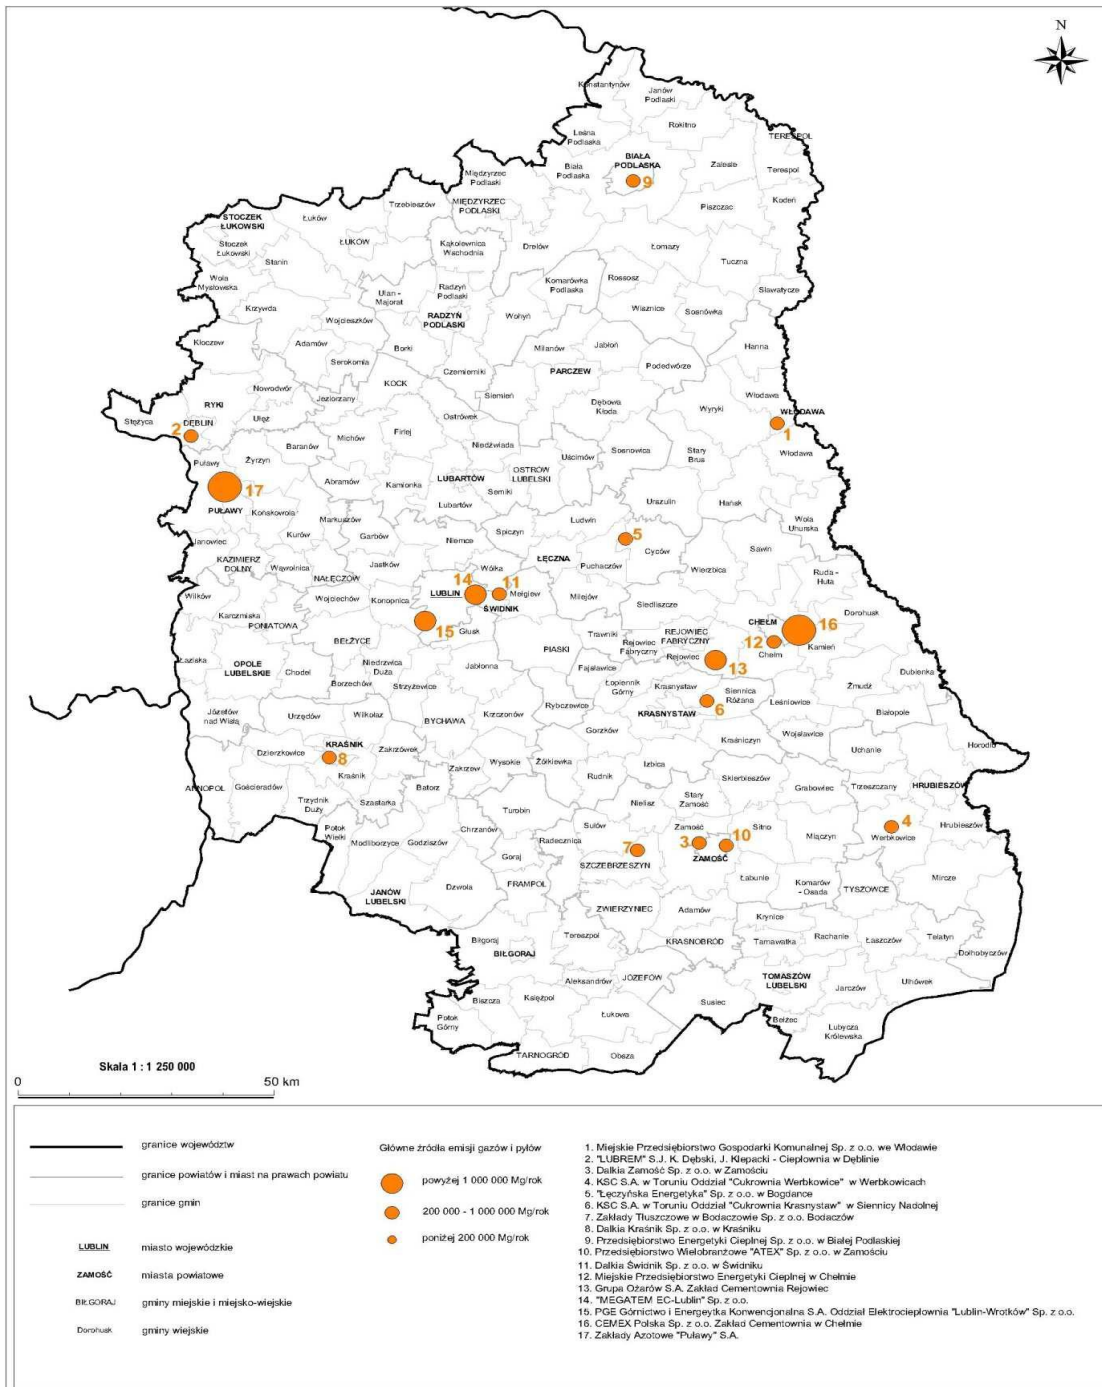 N
Konstantynów
Janów
Podlaski
Rokitno
Leśna
Podlaska
TERESPOL
BIAŁA
PODLASKA
Biała
Podlaska
Zalesie
Terespol
9
Międzyrzec
Podlaski
MIĘDZYRZEC
PODLASKI
Trzebieszów
Piszczac
Kodeń
STOCZEK
ŁUKOWSKI
Łuków
ŁUKÓW
Stoczek
Łukowski
Stanin
Kąkolewnica
Wschodnia
Drelów
Łomazy
Tuczna
Wola
Mysłowska
Ulan -
Majorat
Radzyń
Podlaski
Komarówka
Podlaska
Rossosz
Sławatycze
Krzywda
Wojcieszków
RADZYŃ
PODLASKI
Wohyń
Wisznice
Sosnówka
Kłoczew
Adamów
Serokomla
Borki
Czemierniki
Milanów
Jabłoń
Podedwórze
Hanna
PARCZEW
Nowodwór
KOCK
Siemień
Dębowa
Kłoda
Włodawa
RYKI
Jeziorzany
Stężyca
DĘBLIN
2
Ułęż
Ostrówek
Wyryki
WŁODAWA
1
Baranów
Michów
Firlej
Niedźwiada
Uścimów
Sosnowica
Stary
Brus
Włodawa
Puławy
Żyrzyn
17
PUŁAWY
Abramów
Kamionka
LUBARTÓW
OSTRÓW
LUBELSKI
Serniki
Urszulin
Hańsk
Końskowola
Markuszów
Lubartów
Janowiec
Kurów
Garbów
Niemce
Spiczyn
Ludwin
5
Cyców
Wola
Uhruska
KAZIMIERZ
DOLNY
Wąwolnica
NAŁĘCZÓW
Jastków
Wólka
ŁĘCZNA
Puchaczów
Sawin
Wierzbica
Ruda -
Huta
Wilków
Wojciechów
Konopnica
LUBLIN
14
11
Mełgiew
ŚWIDNIK
Milejów
Siedliszcze
Dorohusk
Karczmiska
PONIATOWA
15
Głusk
Trawniki
REJOWIEC
FABRYCZNY
CHEŁM
16
12
Chełm
Kamień
BEŁŻYCE
PIASKI
Rejowiec
Fabryczny
Rejowiec
13
Łaziska
OPOLE
LUBELSKIE
Chodel
Niedrzwica
Duża
Jabłonna
Fajsławice
Dubienka
Borzechów
Strzyżewice
Łopiennik
Górny
Krasnystaw
Siennica
Różana
6
Leśniowice
Żmudź
Józefów
nad Wisłą
Urzędów
Wilkołaz
BYCHAWA
Krzczonów
Rybczewice
KRASNYSTAW
Białopole
Gorzków
Kraśniczyn
Wojsławice
Dzierzkowice
KRAŚNIK
8
Zakrzówek
Uchanie
Horodło
Kraśnik
Zakrzew
Wysokie
Żółkiewka
Izbica
ANNOPOL
Gościeradów
Szastarka
Batorz
Rudnik
Skierbieszów
Grabowiec
Trzeszczany
HRUBIESZÓW
Trzydnik
Duży
Turobin
Nielisz
Stary
Zamość
4
Werbkowice
Hrubieszów
Potok
Wielki
Chrzanów
Sułów
Zamość
Sitno
Miączyn
Modliborzyce
Godziszów
Radecznica
7
3
10
ZAMOŚĆ
SZCZEBRZESZYN
Goraj
Łabunie
JANÓW
LUBELSKI
Dzwola
FRAMPOL
Komarów
- Osada
TYSZOWCE
Mircze
ZWIERZYNIEC
Adamów
Krynice
Biłgoraj
Tereszpol
KRASNOBRÓD
Tarnawatka
Rachanie
Łaszczów
Telatyn
Dołhobyczów
BIŁGORAJ
Aleksandrów
JÓZEFÓW
TOMASZÓW
LUBELSKI
Jarczów
Ulhówek
Biszcza
Księżpol
Susiec
Potok
Górny
Łukowa
Bełżec
Lubycza
Królewska
TARNOGRÓD
Obsza
Skala 1 : 1 250 000
0
50 km
granice województw
granice powiatów i miast na prawach powiatu
granice gmin
LUBLIN miasto wojewódzkie
ZAMOŚĆ miasta powiatowe
BIŁGORAJ gminy miejskie i miejsko-wiejskie
Dorohusk gminy wiejskie
Główne źródła emisji gazów i pyłów
powyżej 1 000 000 Mg/rok
200 000 - 1 000 000 Mg/rok
poniżej 200 000 Mg/rok
1. Miejskie Przedsiębiorstwo Gospodarki Komunalnej Sp. z o.o. we Włodawie
2. "LUBREM" S.J. K. Dębski, J. Klepacki - Ciepłownia w Dęblinie
3. Dalkia Zamość Sp. z o.o. w Zamościu
4. KSC S.A. w Toruniu Oddział "Cukrownia Werbkowice" w Werbkowicach
5. "Łęczyńska Energetyka" Sp. z o.o. w Bogdance
6. KSC S.A. w Toruniu Oddział "Cukrownia Krasnystaw" w Siennicy Nadolnej
7. Zakłady Tłuszczowe w Bodaczowie Sp. z o.o. Bodaczów
8. Dalkia Kraśnik Sp. z o.o. w Kraśniku
9. Przedsiębiorstwo Energetyki Cieplnej Sp. z o.o. w Białej Podlaskiej
10. Przedsiębiorstwo Wielobranżowe "ATEX" Sp. z o.o. w Zamościu
11. Dalkia Świdnik Sp. z o.o. w Świdniku
12. Miejskie Przedsiębiorstwo Energetyki Cieplnej w Chełmie
13. Grupa Ożarów S.A. Zakład Cementownia Rejowiec
14. "MEGATEM EC-Lublin" Sp. z o.o.
15. PGE Górnictwo i Energeytka Konwencjonalna S.A. Oddział Elektrociepłownia "Lublin-Wrotków" Sp. z o.o.
16. CEMEX Polska Sp. z o.o. Zakład Cementownia w Chełmie
17. Zakłady Azotowe "Puławy" S.A.